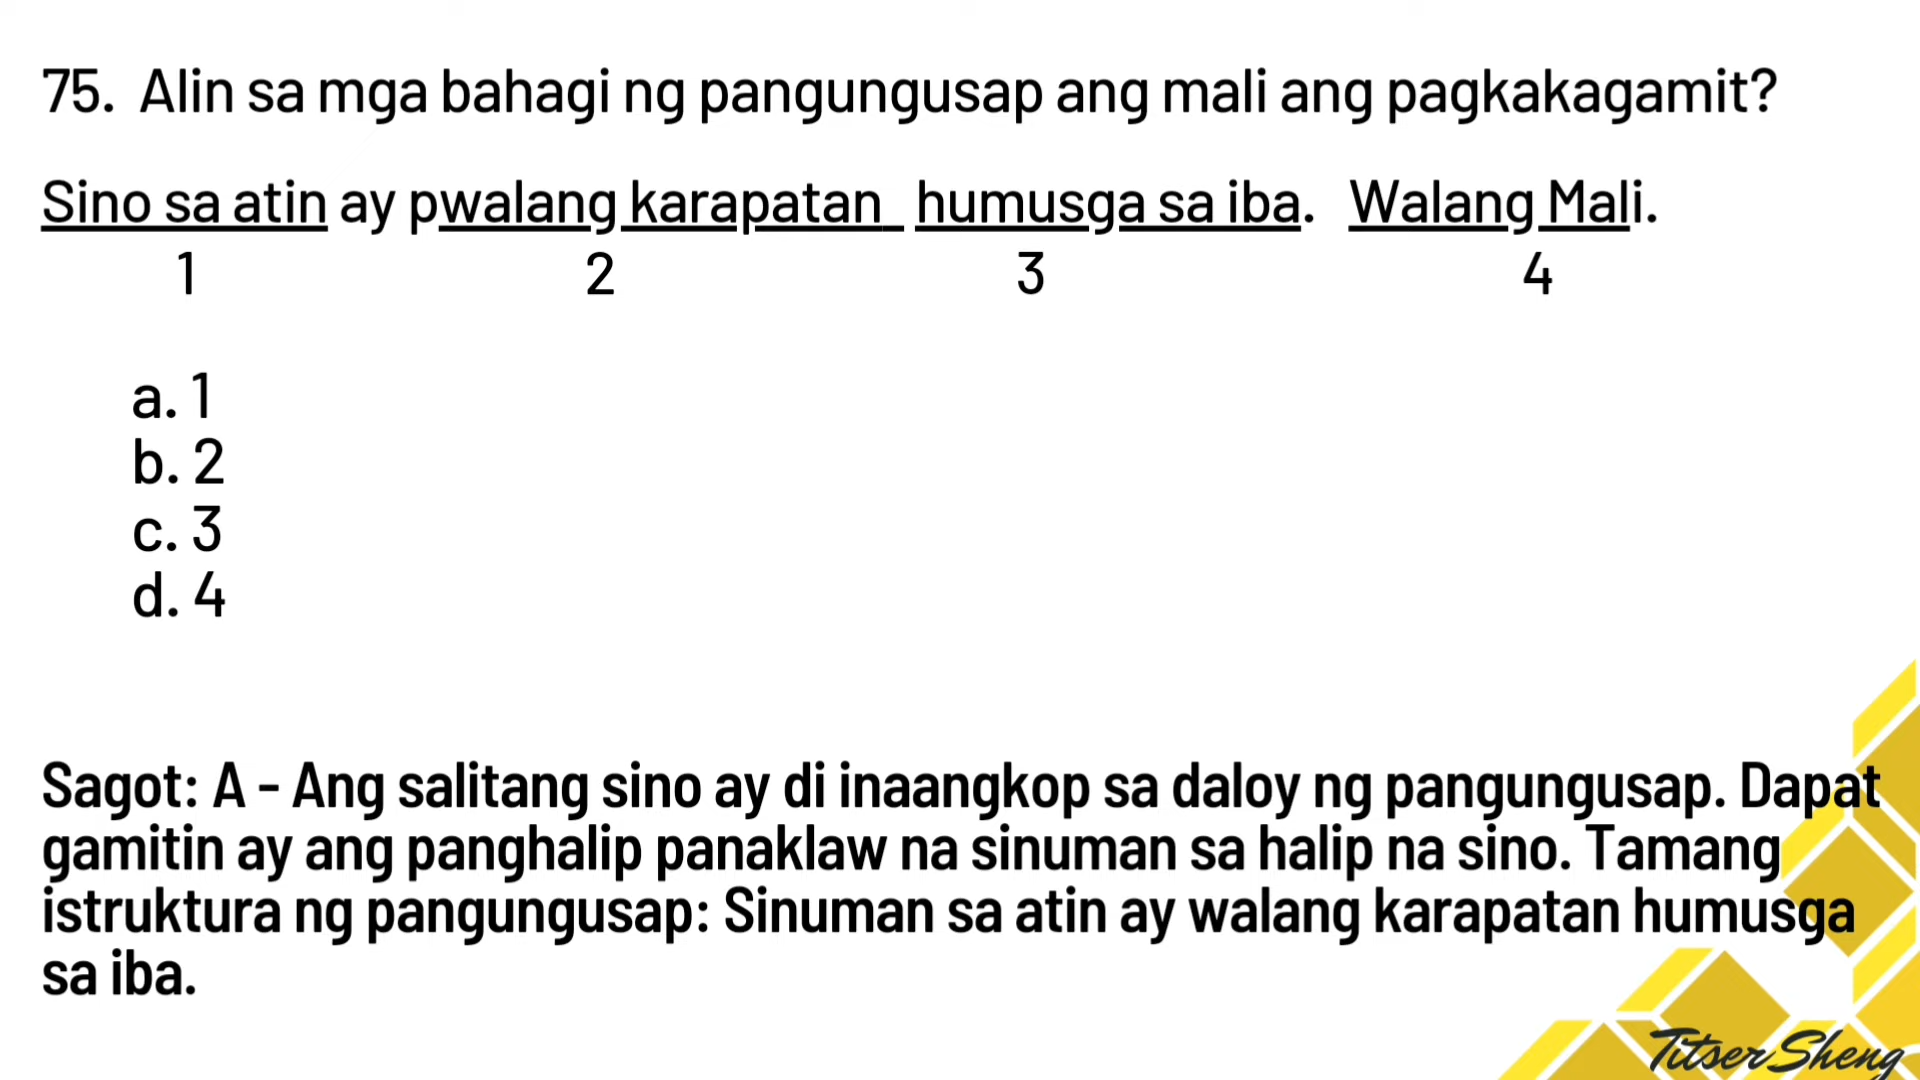 75. Alin sa mga bahagi ng pangungusap ang mali ang pagkakagamit?
Sino sa atin ay pwalang karapatan humusga sa iba. Walang Mali.
1 2 3 4
a. 1
b. 2
c. 3
d. 4
Sagot: A - Ang salitang sino ay di inaangkop sa daloy ng pangungusap. Dapat
gamitin ay ang panghalip panaklaw na sinuman sa halip na sino. Tamang
istruktura ng pangungusap: Sinuman sa atin ay walang karapatan humusga
sa iba.
Titser Sheng